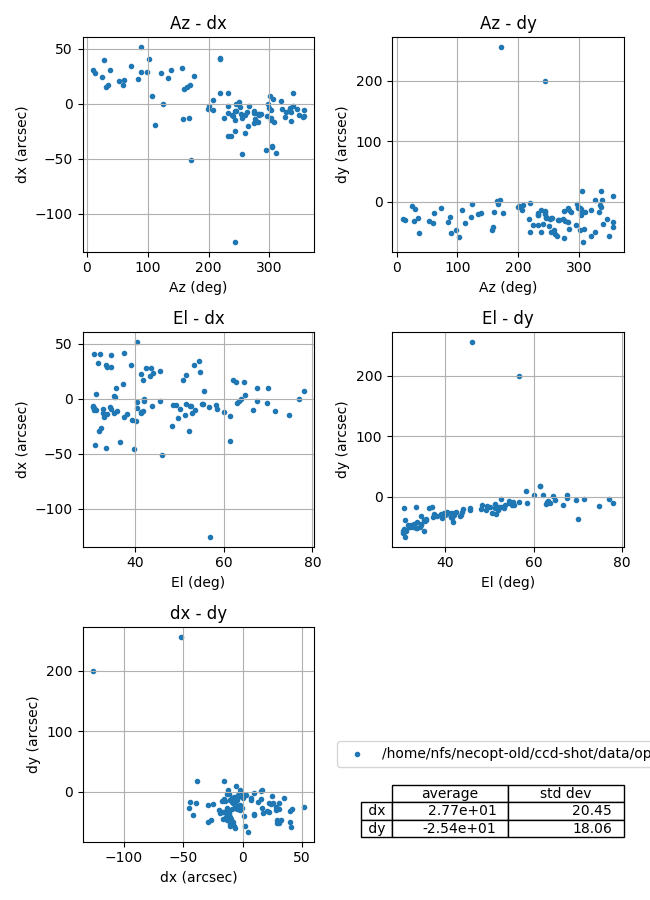 Az - dx
50
0
−50
−100
dx (arcsec)
0
100
200
300
Az (deg)
Az - dy
200
100
0
dy (arcsec)
0
100
200
300
Az (deg)
El - dx
50
0
−50
−100
dx (arcsec)
40
60
80
El (deg)
El - dy
200
100
0
dy (arcsec)
40
60
80
El (deg)
dx - dy
200
100
0
dy (arcsec)
−100
−50
0
50
dx (arcsec)
/home/nfs/necopt-old/ccd-shot/data/op
average std dev
dx 2.77e+01 20.45
dy -2.54e+01 18.06